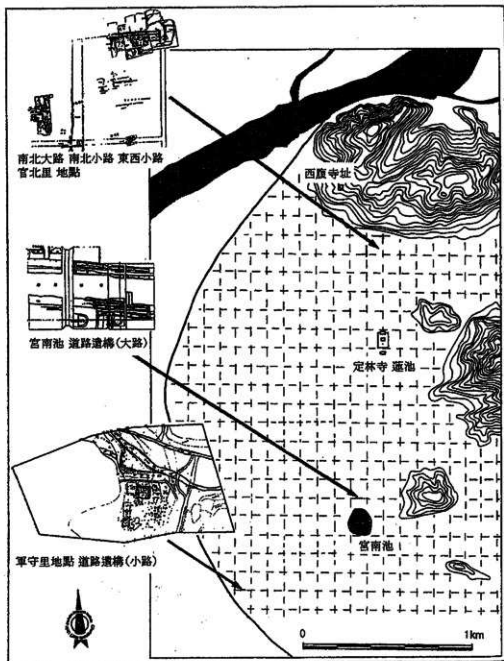 南北大路 南北小路 東西小路
官北里 地點
西腹寺址
宮南池 道路遺構(大路)
定林寺 蓮池
軍守里地點 道路遺構(小路)
宮南池
0 1km